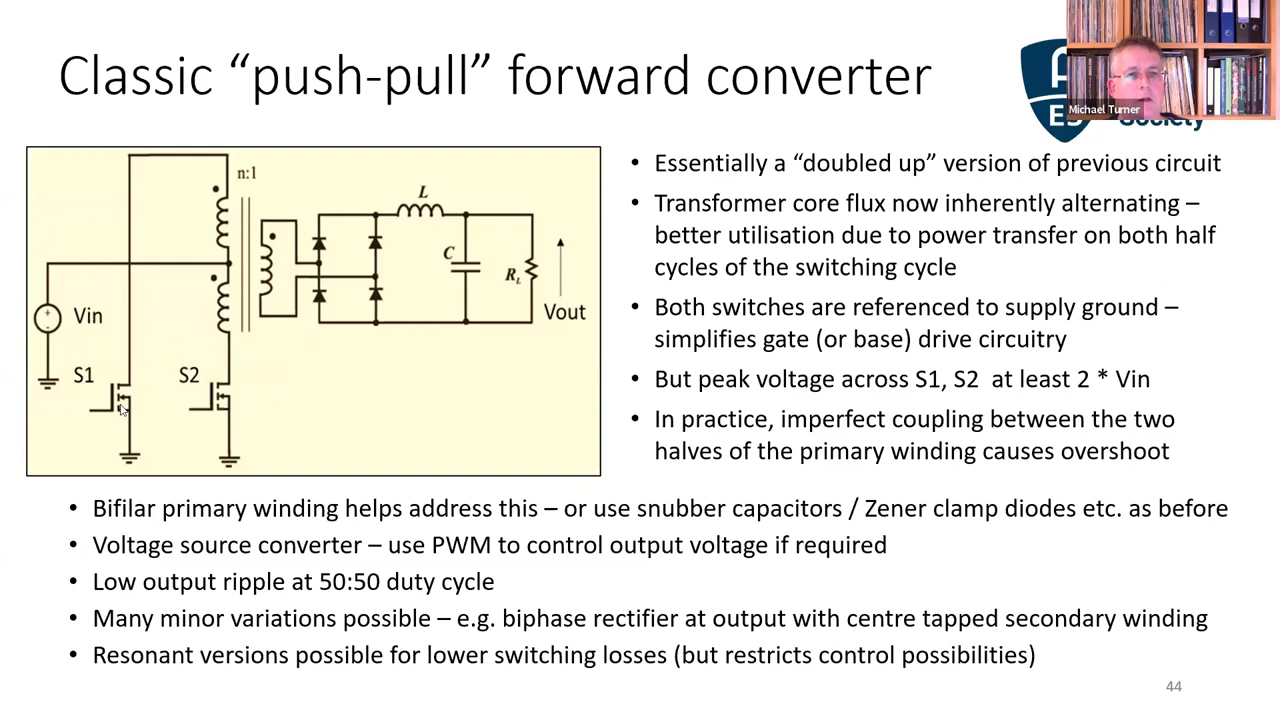 Classic “push-pull” forward converter
A
ES
Society
Michael Turner
n:1
L
C
R_L
Vin
Vout
S1
S2
• Essentially a “doubled up” version of previous circuit
• Transformer core flux now inherently alternating –
better utilisation due to power transfer on both half
cycles of the switching cycle
• Both switches are referenced to supply ground –
simplifies gate (or base) drive circuitry
• But peak voltage across S1, S2 at least 2 * Vin
• In practice, imperfect coupling between the two
halves of the primary winding causes overshoot
• Bifilar primary winding helps address this – or use snubber capacitors / Zener clamp diodes etc. as before
• Voltage source converter – use PWM to control output voltage if required
• Low output ripple at 50:50 duty cycle
• Many minor variations possible – e.g. biphase rectifier at output with centre tapped secondary winding
• Resonant versions possible for lower switching losses (but restricts control possibilities)
44